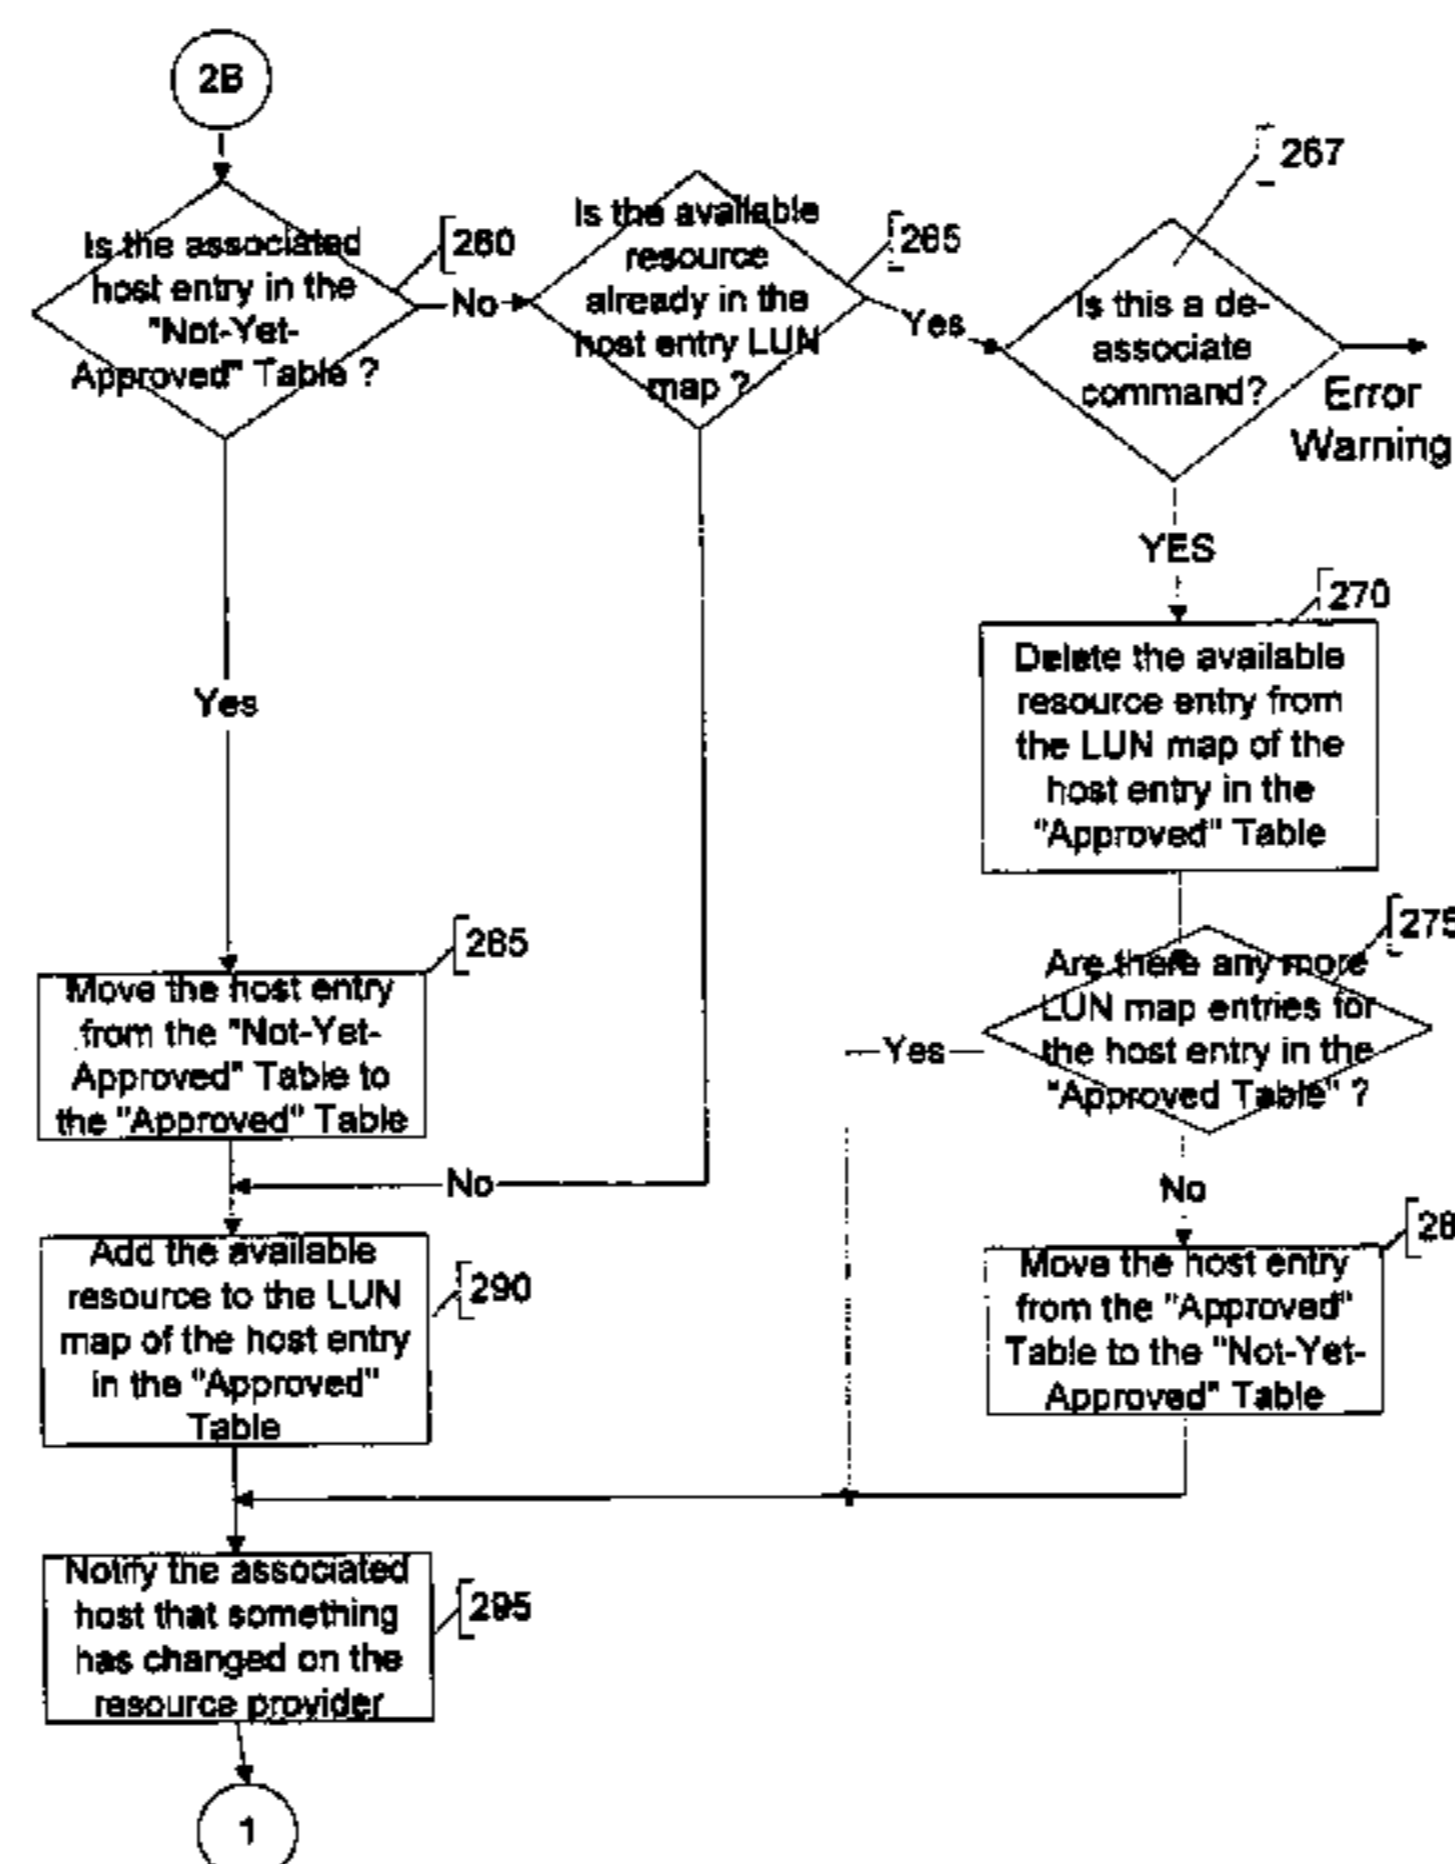 2B
Is the associated
host entry in the
"Not-Yet-
Approved" Table ?
260
No
Is the available
resource
already in the
host entry LUN
map ?
265
Yes
Is this a de-
associate
command?
267
Error
Warning
YES
270
Delete the available
resource entry from
the LUN map of the
host entry in the
"Approved" Table
275
Are there any more
LUN map entries for
the host entry in the
"Approved Table" ?
Yes
No
28
Move the host entry
from the "Approved"
Table to the "Not-Yet-
Approved" Table
Yes
285
Move the host entry
from the "Not-Yet-
Approved" Table to
the "Approved" Table
No
Add the available
resource to the LUN
map of the host entry
in the "Approved"
Table
290
Notify the associated
host that something
has changed on the
resource provider
295
1